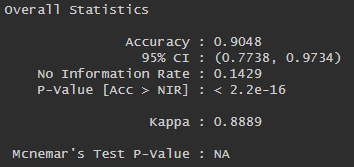 Overall Statistics
Accuracy : 0.9048
95% CI : (0.7738, 0.9734)
No Information Rate : 0.1429
P-Value [Acc > NIR] : < 2.2e-16
Kappa : 0.8889
Mcnemar's Test P-Value : NA